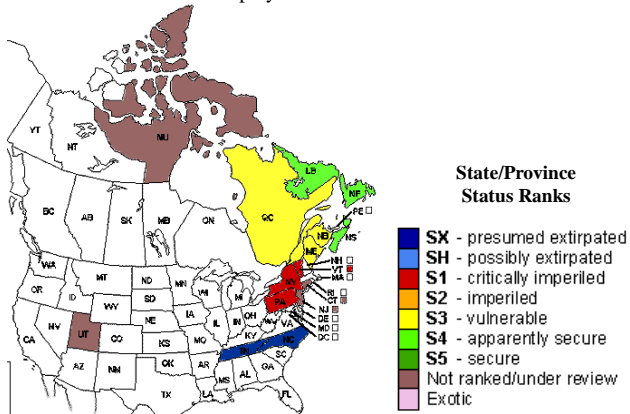 YT
NT
NU
BC
AB
SK
MB
ON
QC
LB
NF
PE
NB
NS
ME
NH
VT
MA
RI
CT
NJ
DE
MD
DC
NY
PA
WA
MT
ND
MN
OR
ID
WY
SD
WI
MI
NV
UT
CO
NE
IA
IL
IN
OH
WV
VA
CA
AZ
NM
KS
MO
KY
TN
NC
OK
AR
SC
TX
LA
MS
AL
GA
FL
State/Province
Status Ranks
SX - presumed extirpated
SH - possibly extirpated
S1 - critically imperiled
S2 - imperiled
S3 - vulnerable
S4 - apparently secure
S5 - secure
Not ranked/under review
Exotic